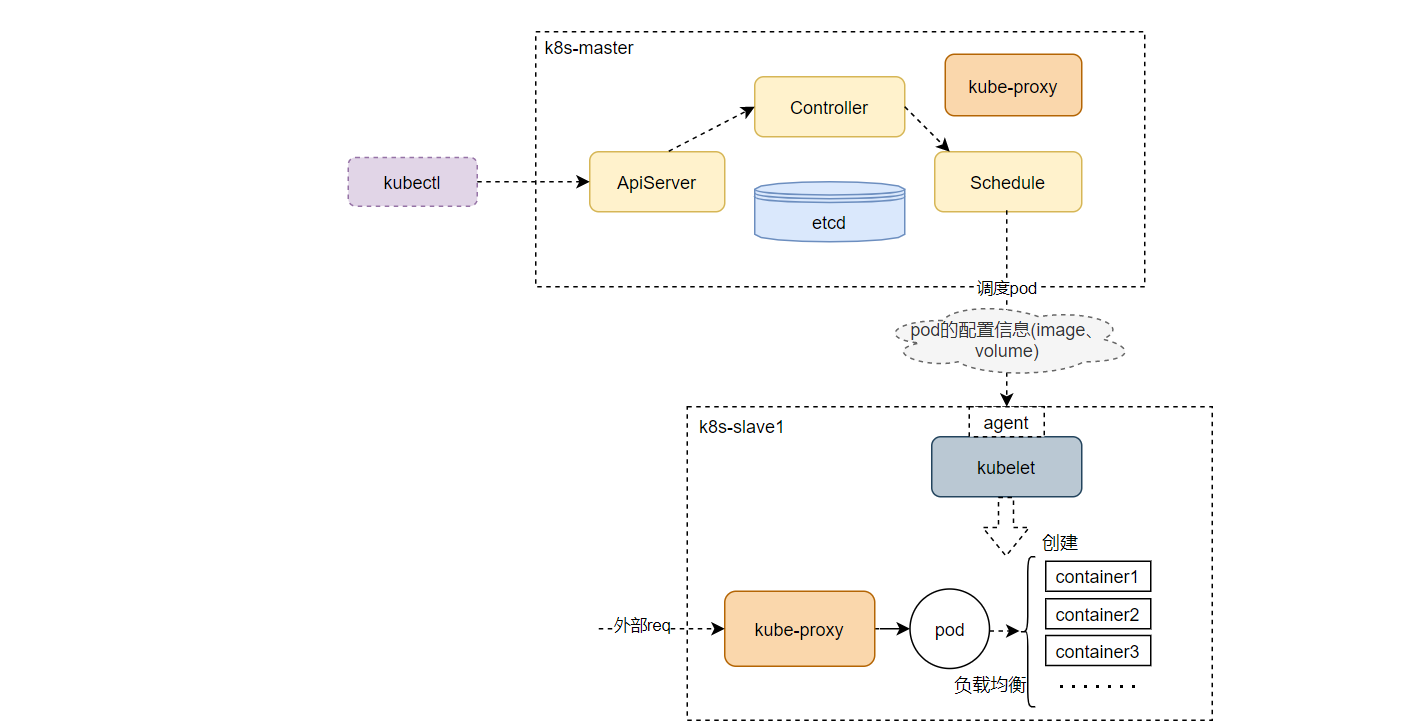 k8s-master
kube-proxy
Controller
kubectl
ApiServer
Schedule
etcd
调度pod
pod的配置信息(image、
volume)
k8s-slave1
agent
kubelet
创建
container1
container2
container3
外部req
kube-proxy
pod
负载均衡
.......